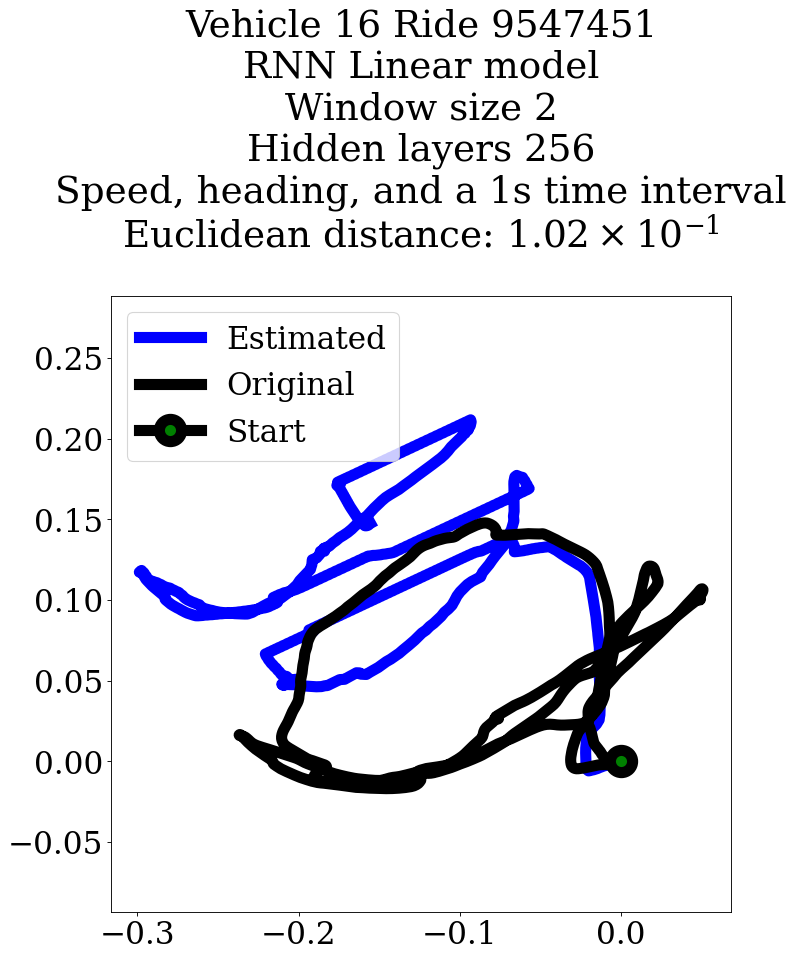 Vehicle 16 Ride 9547451
RNN Linear model
Window size 2
Hidden layers 256
Speed, heading, and a 1s time interval
Euclidean distance: 1.02 × 10⁻¹
Estimated
Original
Start
0.25
0.20
0.15
0.10
0.05
0.00
−0.05
−0.3 −0.2 −0.1 0.0